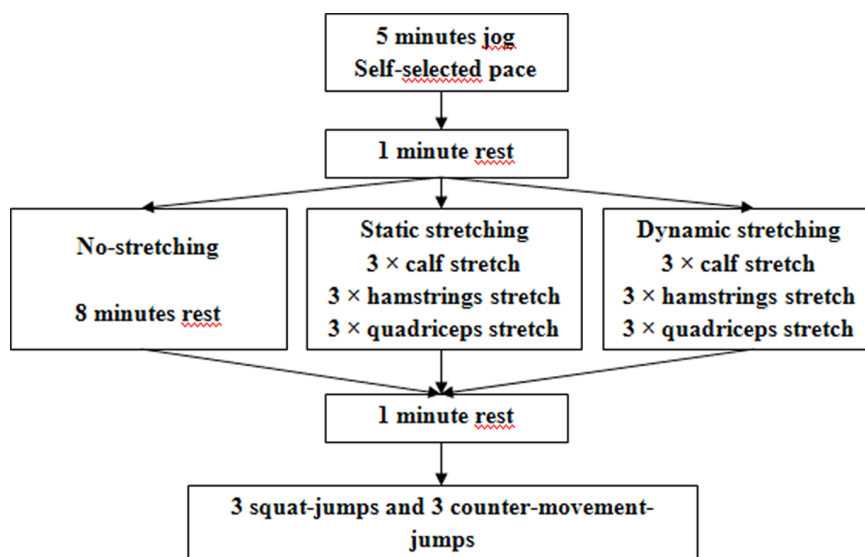 5 minutes jog
Self-selected pace
1 minute rest
No-stretching
8 minutes rest
Static stretching
3 × calf stretch
3 × hamstrings stretch
3 × quadriceps stretch
Dynamic stretching
3 × calf stretch
3 × hamstrings stretch
3 × quadriceps stretch
1 minute rest
3 squat-jumps and 3 counter-movement-
jumps